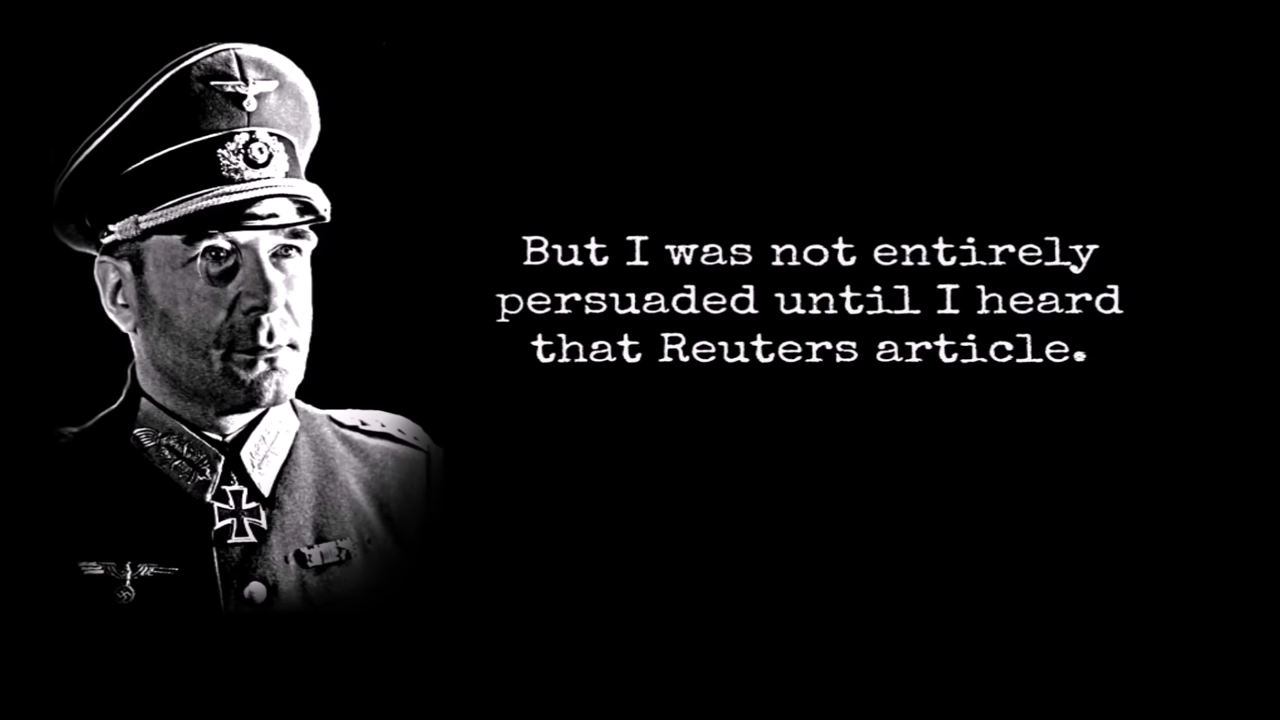 But I was not entirely
persuaded until I heard
that Reuters article.